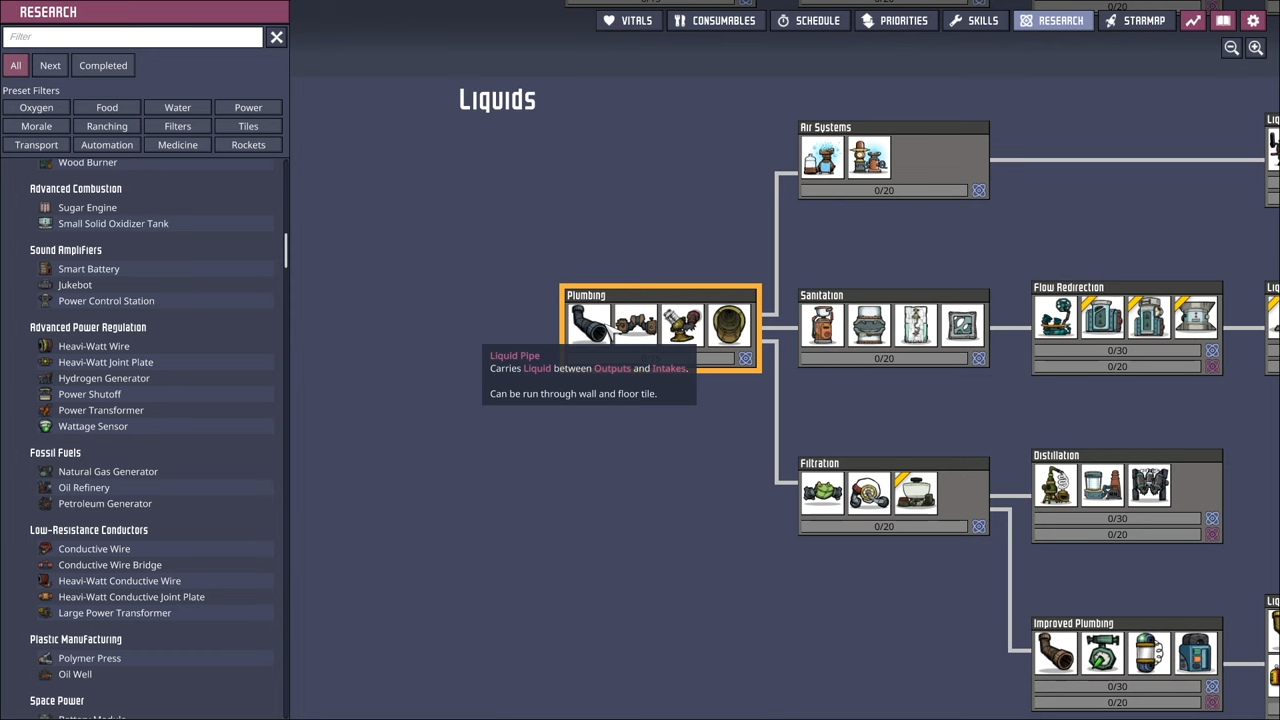 RESEARCH
Filter
All
Next
Completed
Preset Filters
Oxygen
Food
Water
Power
Morale
Ranching
Filters
Tiles
Transport
Automation
Medicine
Rockets
Wood Burner
Advanced Combustion
Sugar Engine
Small Solid Oxidizer Tank
Sound Amplifiers
Smart Battery
Jukebot
Power Control Station
Advanced Power Regulation
Heavi-Watt Wire
Heavi-Watt Joint Plate
Hydrogen Generator
Power Shutoff
Power Transformer
Wattage Sensor
Fossil Fuels
Natural Gas Generator
Oil Refinery
Petroleum Generator
Low-Resistance Conductors
Conductive Wire
Conductive Wire Bridge
Heavi-Watt Conductive Wire
Heavi-Watt Conductive Joint Plate
Large Power Transformer
Plastic Manufacturing
Polymer Press
Oil Well
Space Power
VITALS
CONSUMABLES
SCHEDULE
PRIORITIES
SKILLS
RESEARCH
STARMAP
Liquids
Plumbing
Liquid Pipe
Carries Liquid between Outputs and Intakes.
Can be run through wall and floor tile.
Air Systems
0/20
Sanitation
0/20
Filtration
0/20
Flow Redirection
0/30
0/20
Distillation
0/30
0/20
Improved Plumbing
0/30
0/20